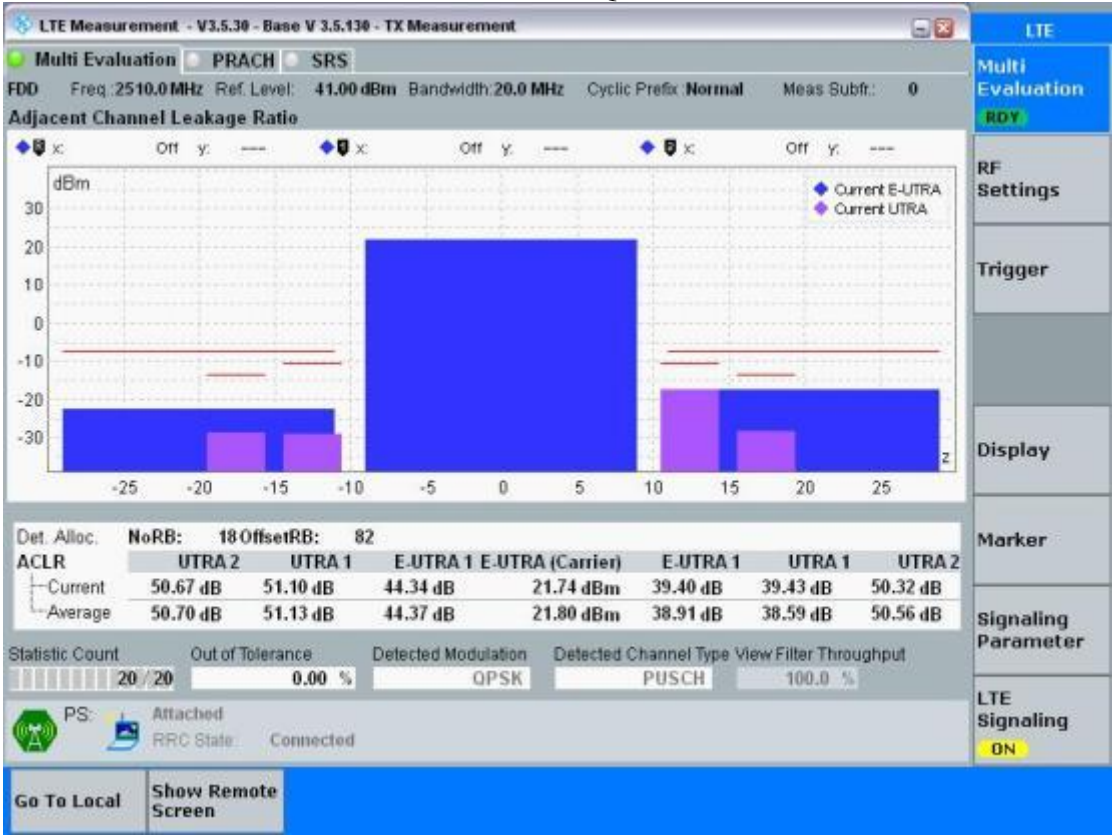 LTE Measurement - V3.5.30 - Base V 3.5.130 - TX Measurement
LTE
Multi Evaluation PRACH SRS
Multi
Evaluation
RDY
FDD Freq.:2510.0 MHz Ref. Level: 41.00 dBm Bandwidth:20.0 MHz Cyclic Prefix:Normal Meas Subfr.: 0
Adjacent Channel Leakage Ratio
x: Off y: --- x: Off y: --- x: Off y: ---
dBm
Current E-UTRA
Current UTRA
30
20
10
0
-10
-20
-30
z
-25 -20 -15 -10 -5 0 5 10 15 20 25
RF
Settings
Trigger
Display
Marker
Signaling
Parameter
LTE
Signaling
ON
Det. Alloc. NoRB: 18 OffsetRB: 82
ACLR UTRA 2 UTRA 1 E-UTRA 1 E-UTRA (Carrier) E-UTRA 1 UTRA 1 UTRA 2
Current 50.67 dB 51.10 dB 44.34 dB 21.74 dBm 39.40 dB 39.43 dB 50.32 dB
Average 50.70 dB 51.13 dB 44.37 dB 21.80 dBm 38.91 dB 38.59 dB 50.56 dB
Statistic Count Out of Tolerance Detected Modulation Detected Channel Type View Filter Throughput
20 / 20 0.00 % QPSK PUSCH 100.0 %
PS: Attached
RRC State: Connected
Go To Local
Show Remote
Screen